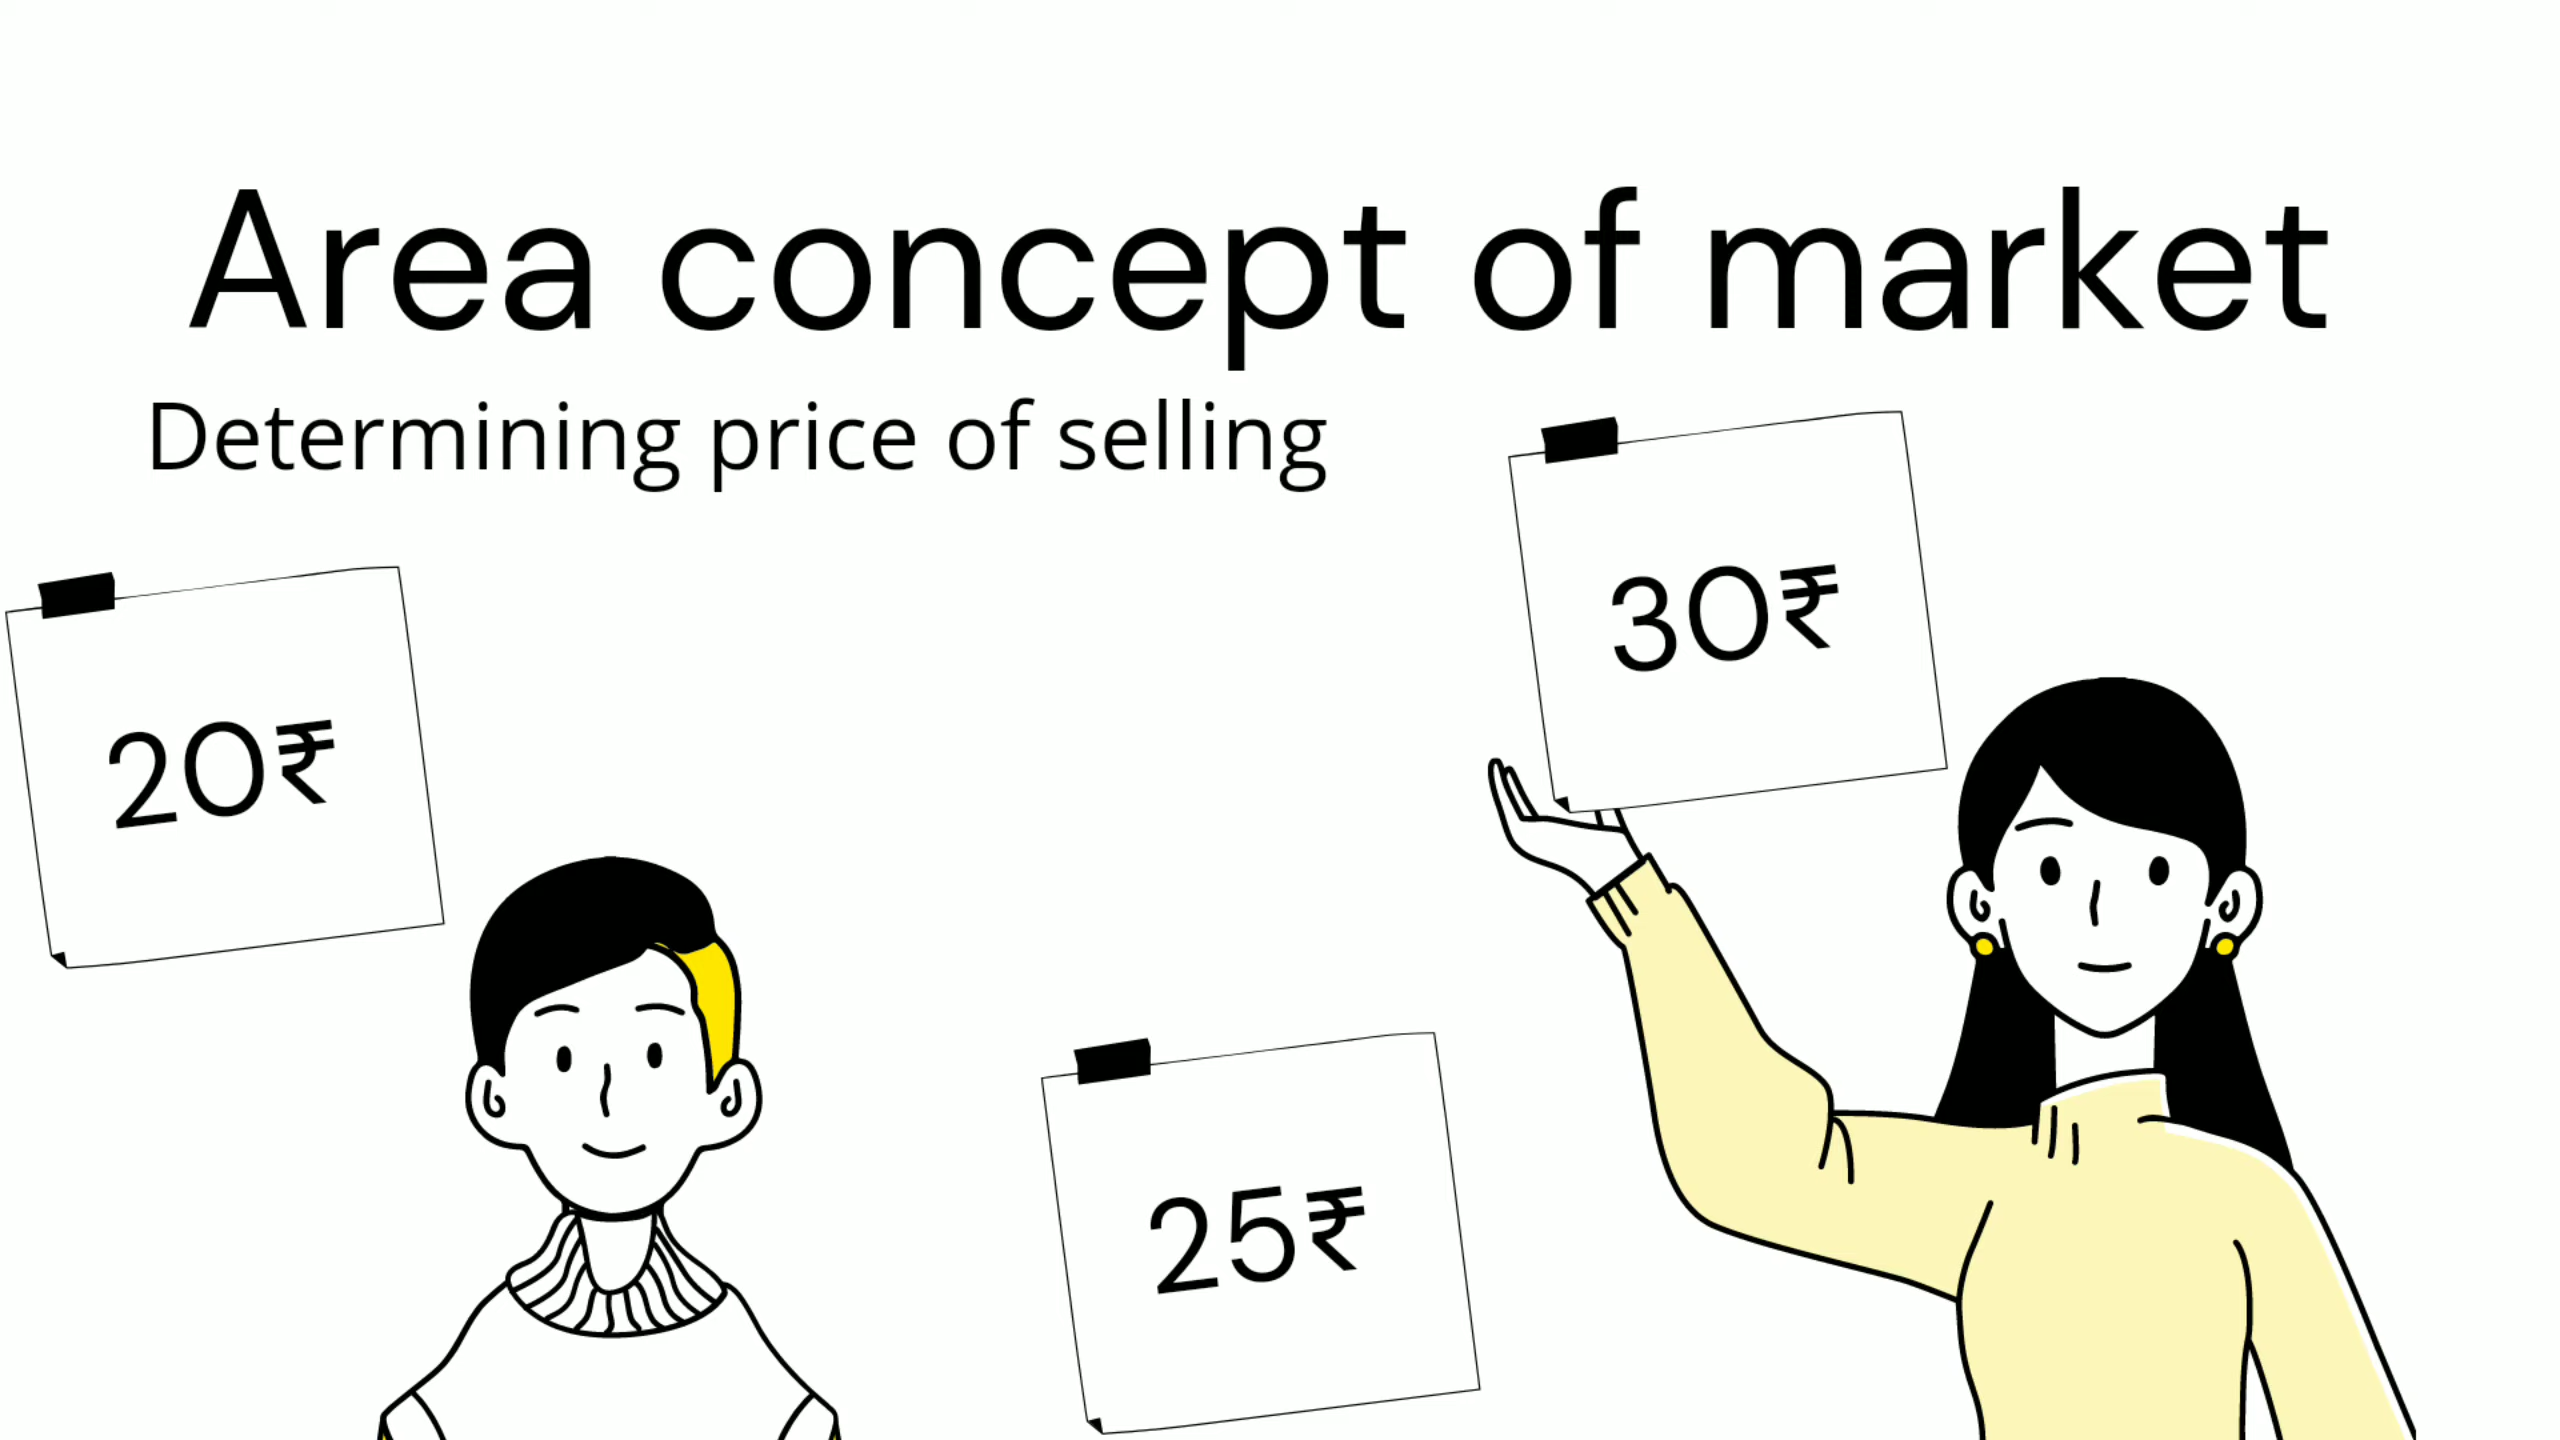 Area concept of market
Determining price of selling
30₹
20₹
25₹